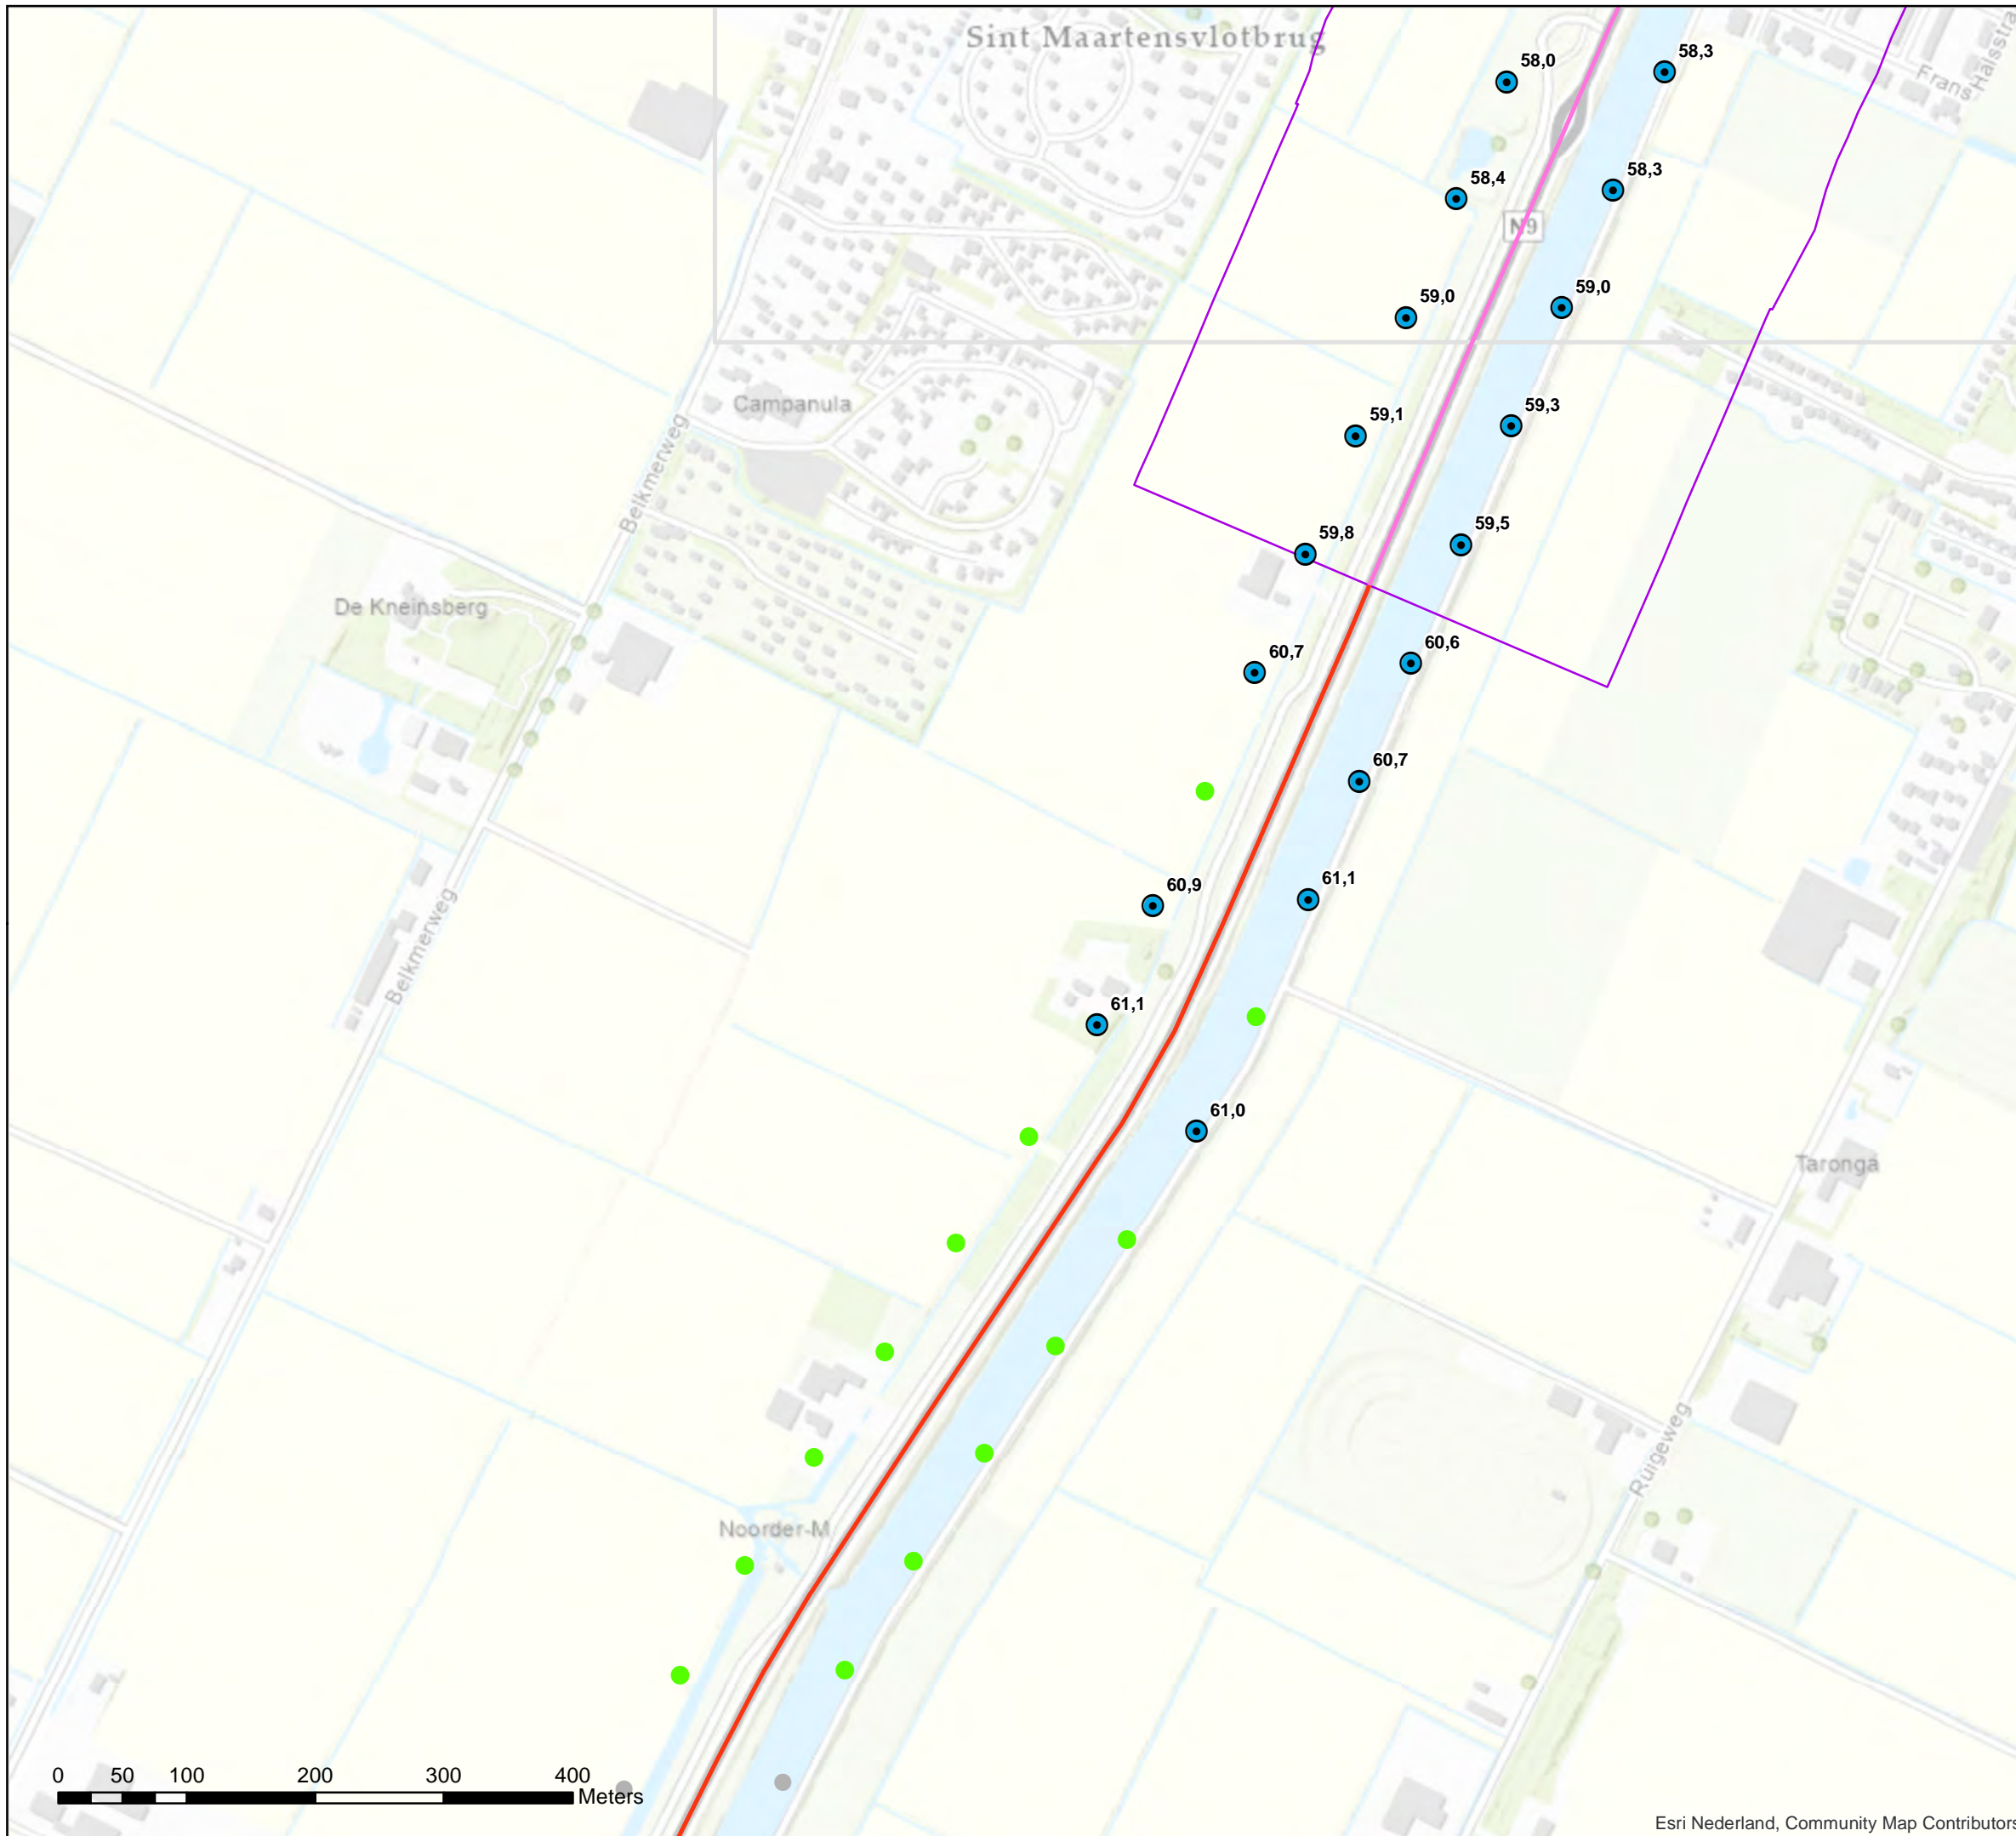 Sint Maartensvlotbrug
58,0
58,3
Frans Halsstra
58,4
58,3
N9
59,0
59,0
Campanula
59,1
59,3
Belkmerweg
59,8
59,5
De Kneinsberg
60,7
60,6
60,7
60,9
61,1
Belkmerweg
61,1
61,0
Taronga
Ruigeweg
Noorder-M
0 50 100 200 300 400
Meters
Esri Nederland, Community Map Contributors